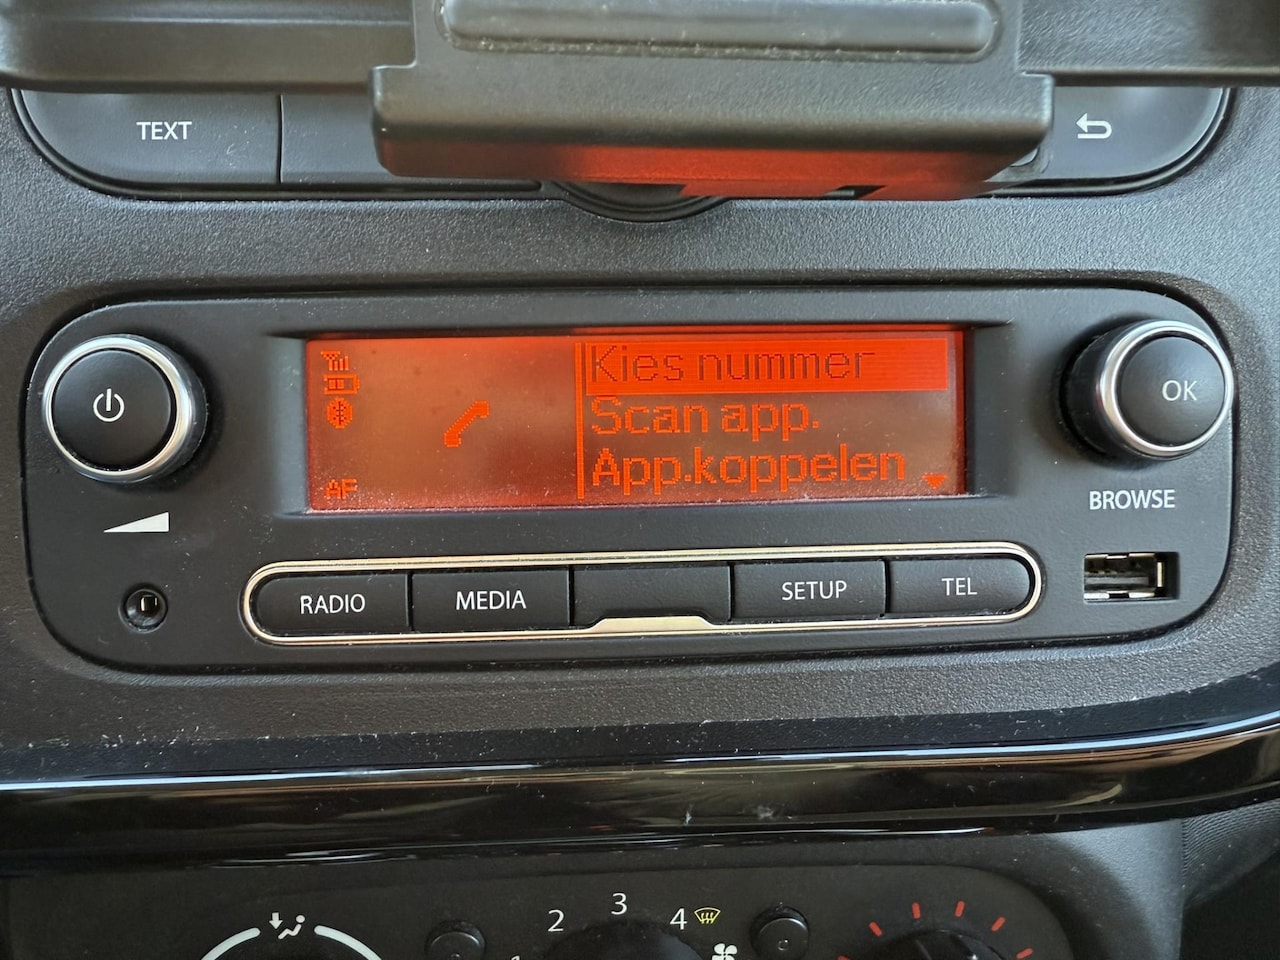 TEXT
Kies nummer
Scan app.
App.koppelen
AF
OK
BROWSE
RADIO
MEDIA
SETUP
TEL
2
3
4